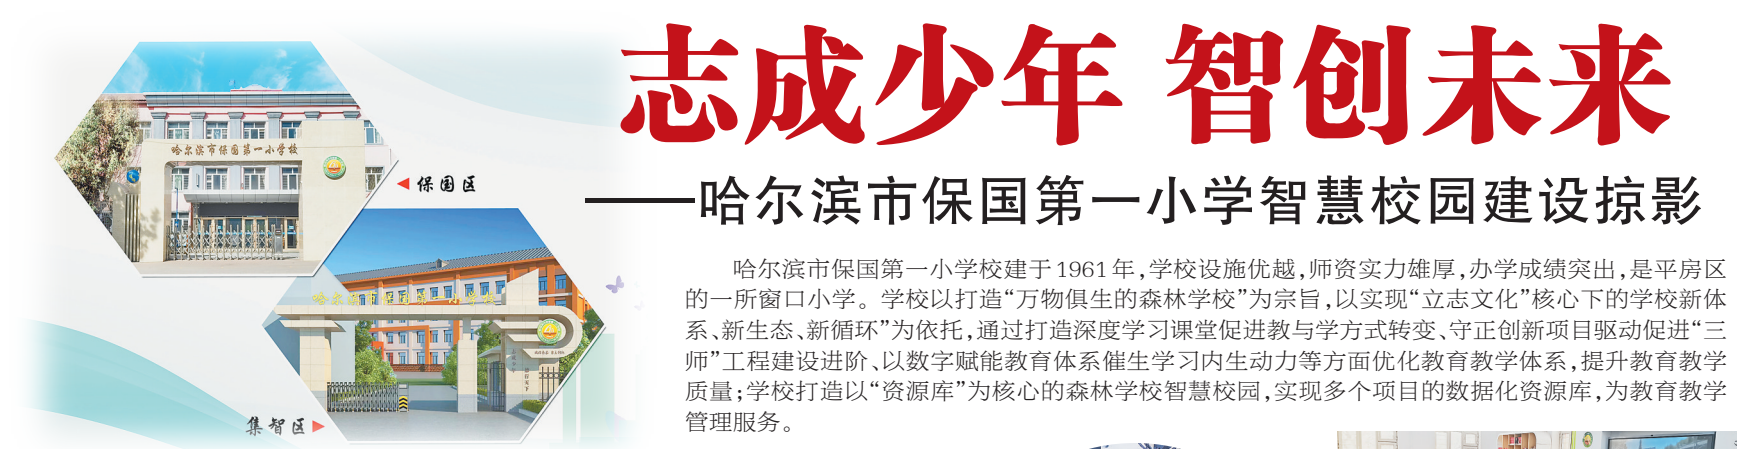 志成少年 智创未来
——哈尔滨市保国第一小学智慧校园建设掠影
哈尔滨市保国第一小学校
保国区
哈尔滨市保国第一小学校
集智区
哈尔滨市保国第一小学校建于1961年,学校设施优越,师资实力雄厚,办学成绩突出,是平房区
的一所窗口小学。学校以打造“万物俱生的森林学校”为宗旨,以实现“立志文化”核心下的学校新体
系、新生态、新循环”为依托,通过打造深度学习课堂促进教与学方式转变、守正创新项目驱动促进“三
师”工程建设进阶、以数字赋能教育体系催生学习内生动力等方面优化教育教学体系,提升教育教学
质量;学校打造以“资源库”为核心的森林学校智慧校园,实现多个项目的数据化资源库,为教育教学
管理服务。